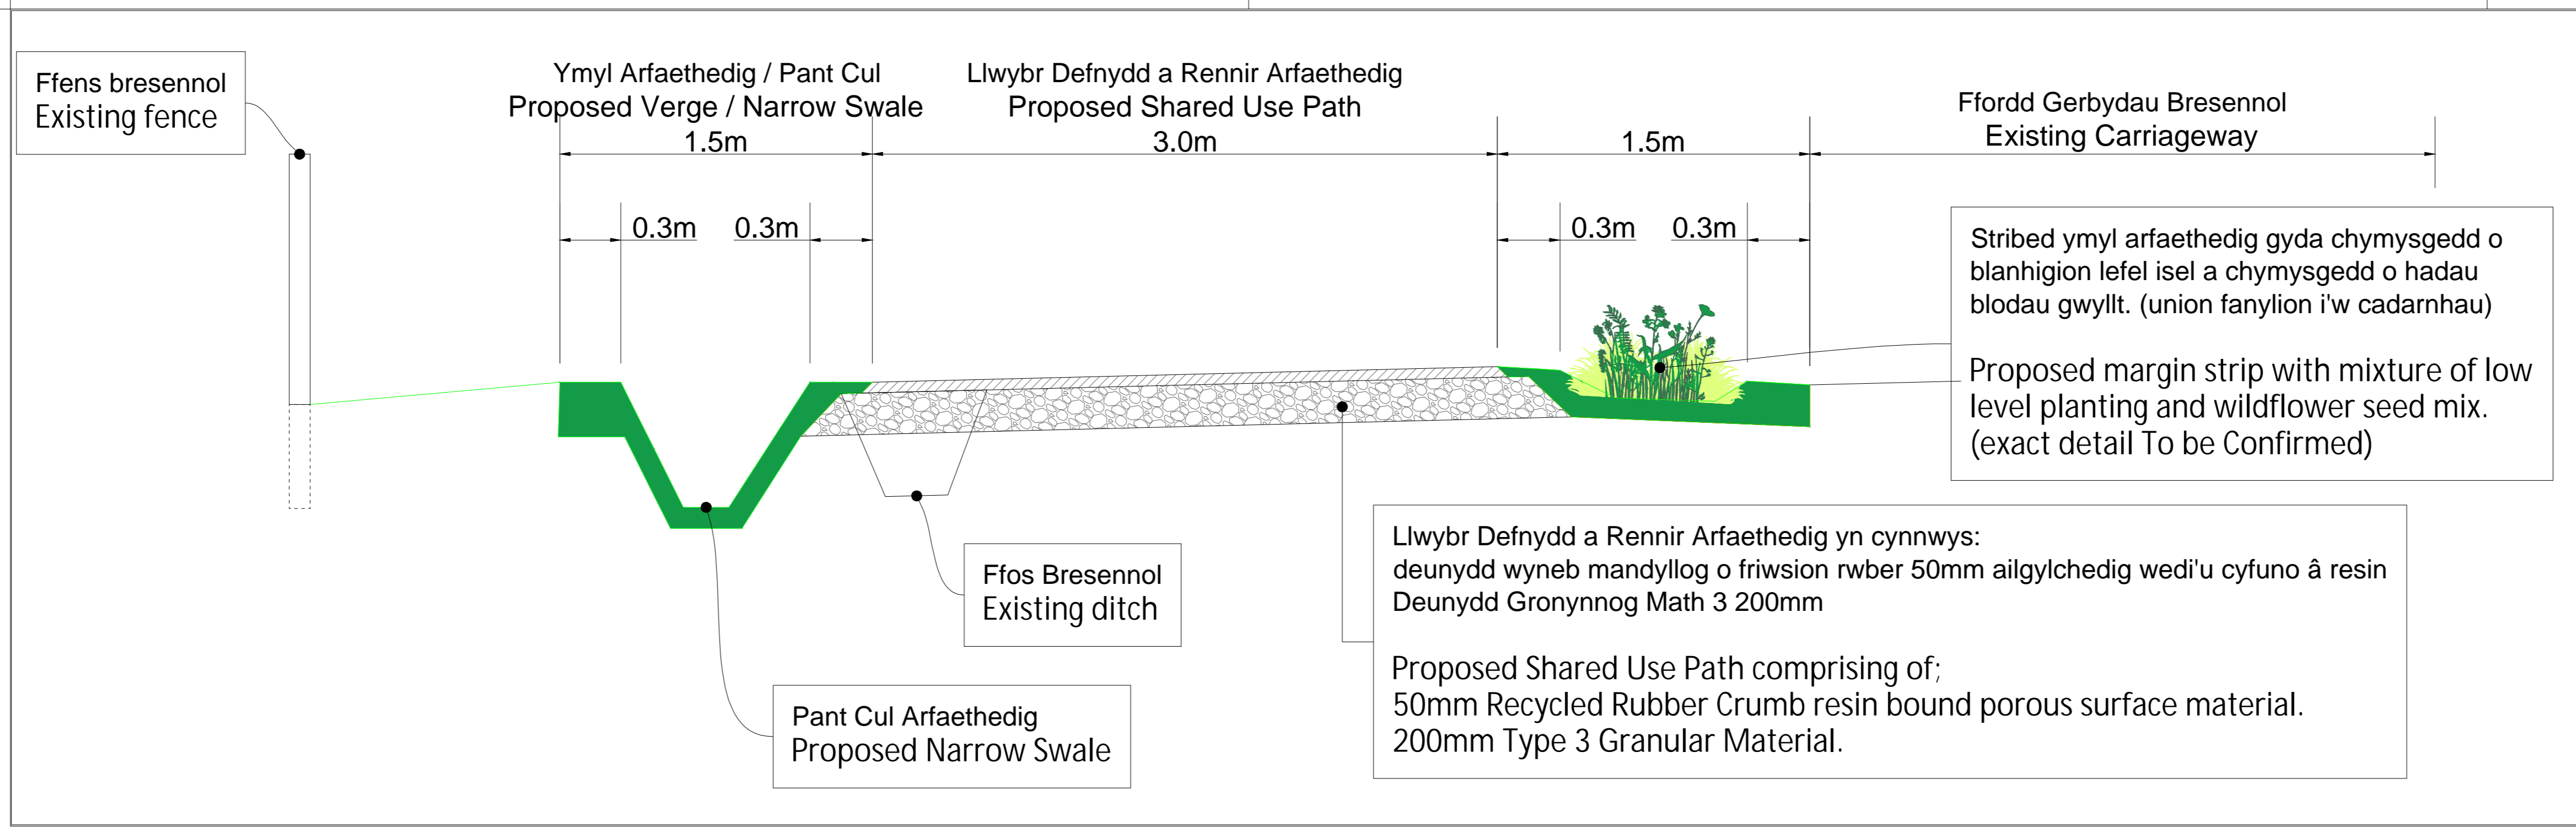 Ffens bresennol
Existing fence
Ymyl Arfaethedig / Pant Cul
Proposed Verge / Narrow Swale
1.5m
Llwybr Defnydd a Rennir Arfaethedig
Proposed Shared Use Path
3.0m
1.5m
Ffordd Gerbydau Bresennol
Existing Carriageway
0.3m
0.3m
0.3m
0.3m
Stribed ymyl arfaethedig gyda chymysgedd o
blanhigion lefel isel a chymysgedd o hadau
blodau gwyllt. (union fanylion i'w cadarnhau)
Proposed margin strip with mixture of low
level planting and wildflower seed mix.
(exact detail To be Confirmed)
Ffos Bresennol
Existing ditch
Pant Cul Arfaethedig
Proposed Narrow Swale
Llwybr Defnydd a Rennir Arfaethedig yn cynnwys:
deunydd wyneb mandyllog o friwsion rwber 50mm ailgylchedig wedi'u cyfuno â resin
Deunydd Gronynnog Math 3 200mm
Proposed Shared Use Path comprising of;
50mm Recycled Rubber Crumb resin bound porous surface material.
200mm Type 3 Granular Material.